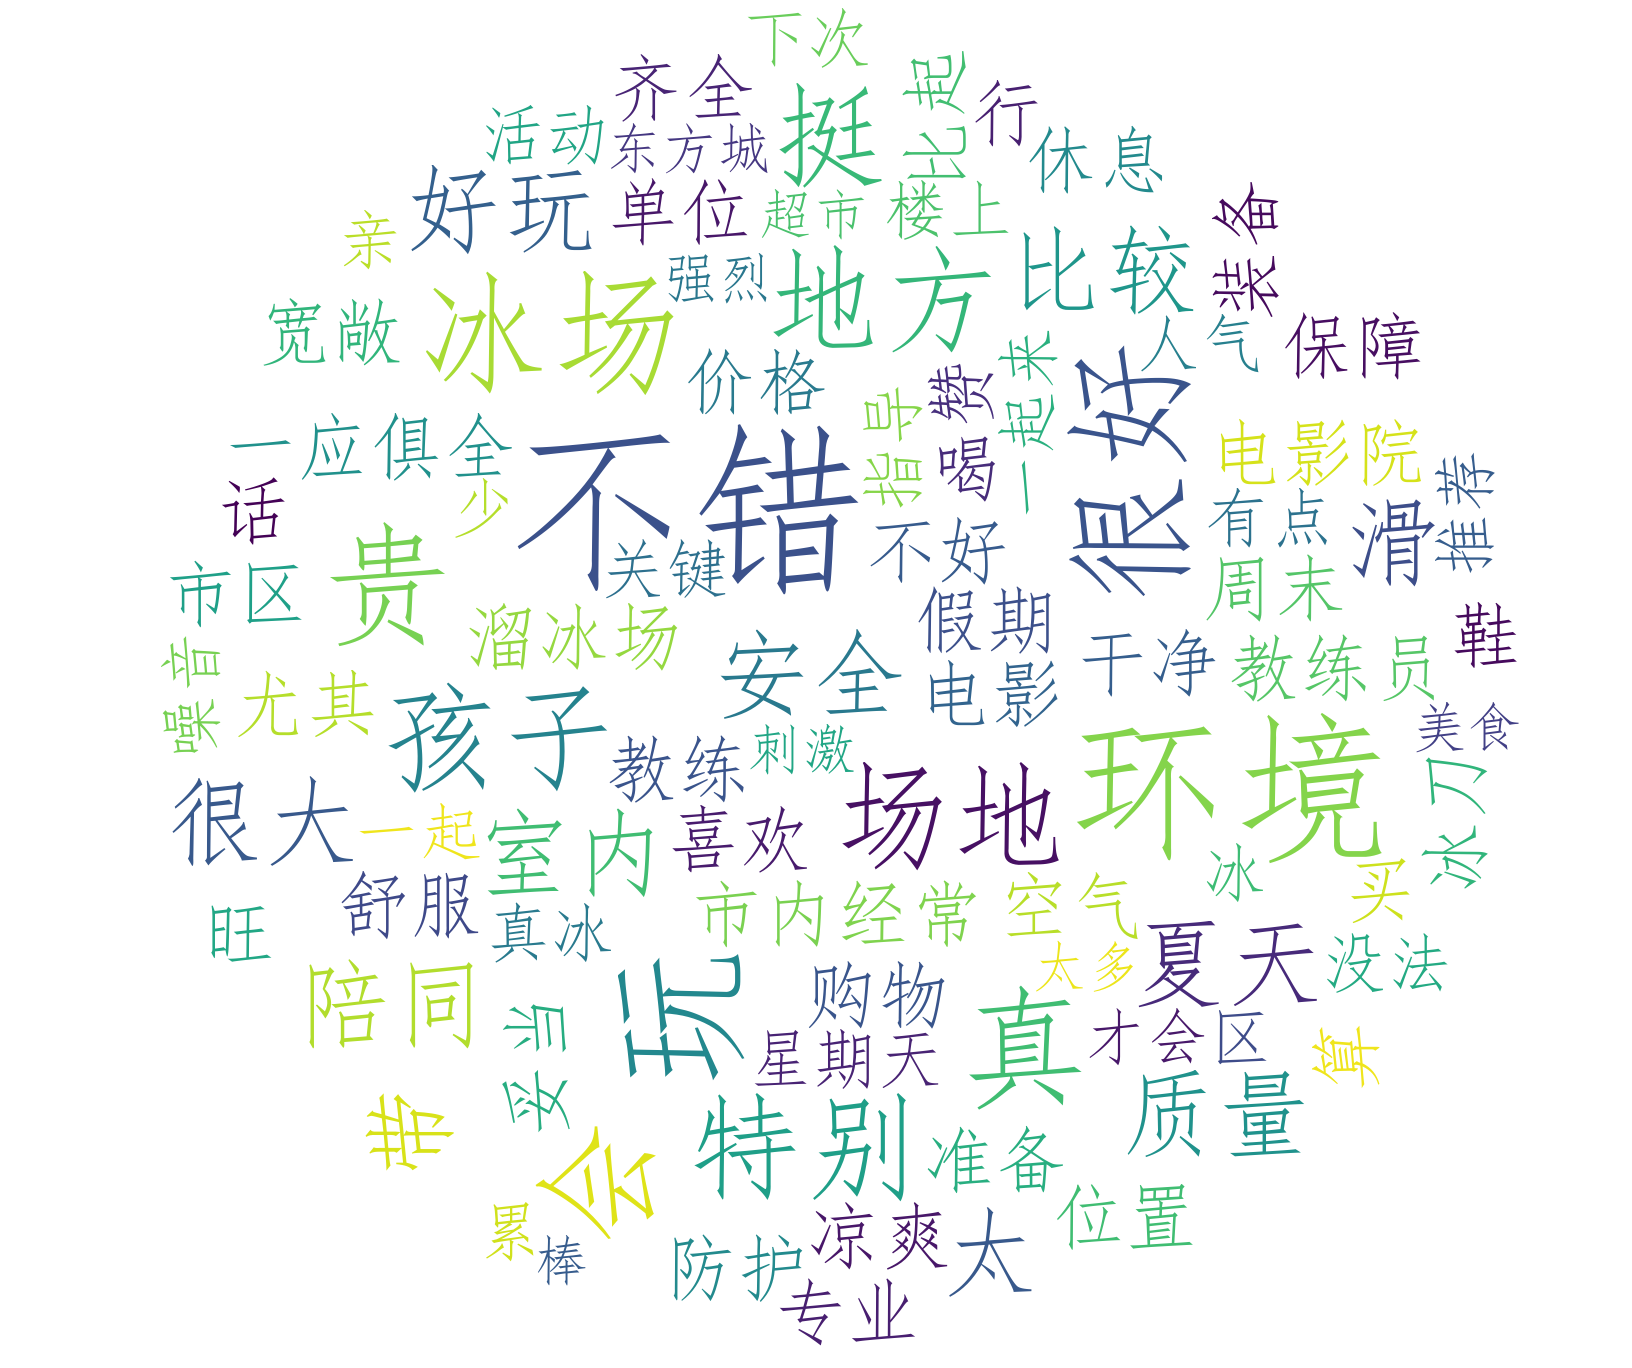 下次
齐全
挺
比起
行
活动
东方城
休息
好玩
单位
超市
楼上
装备
亲
强烈
地方
比较
宽敞
冰场
人气
保障
价格
赞
一起来
很好
指导
一应俱全
不错
喝
电影院
话
少
有点
滑
推荐
贵
关键
不好
市区
周末
溜冰场
假期
鞋
噪音
尤其
孩子
安全
电影
干净
教练员
美食
教练
刺激
场地
环境
冰刀
很大
一起
室内
喜欢
冰
买
舒服
真冰
市内
经常
空气
旺
夏天
没法
陪同
玩
购物
太多
妥当
星期天
真
才会
区
算
带
会
特别
准备
质量
累
棒
防护
凉爽
太
位置
专业